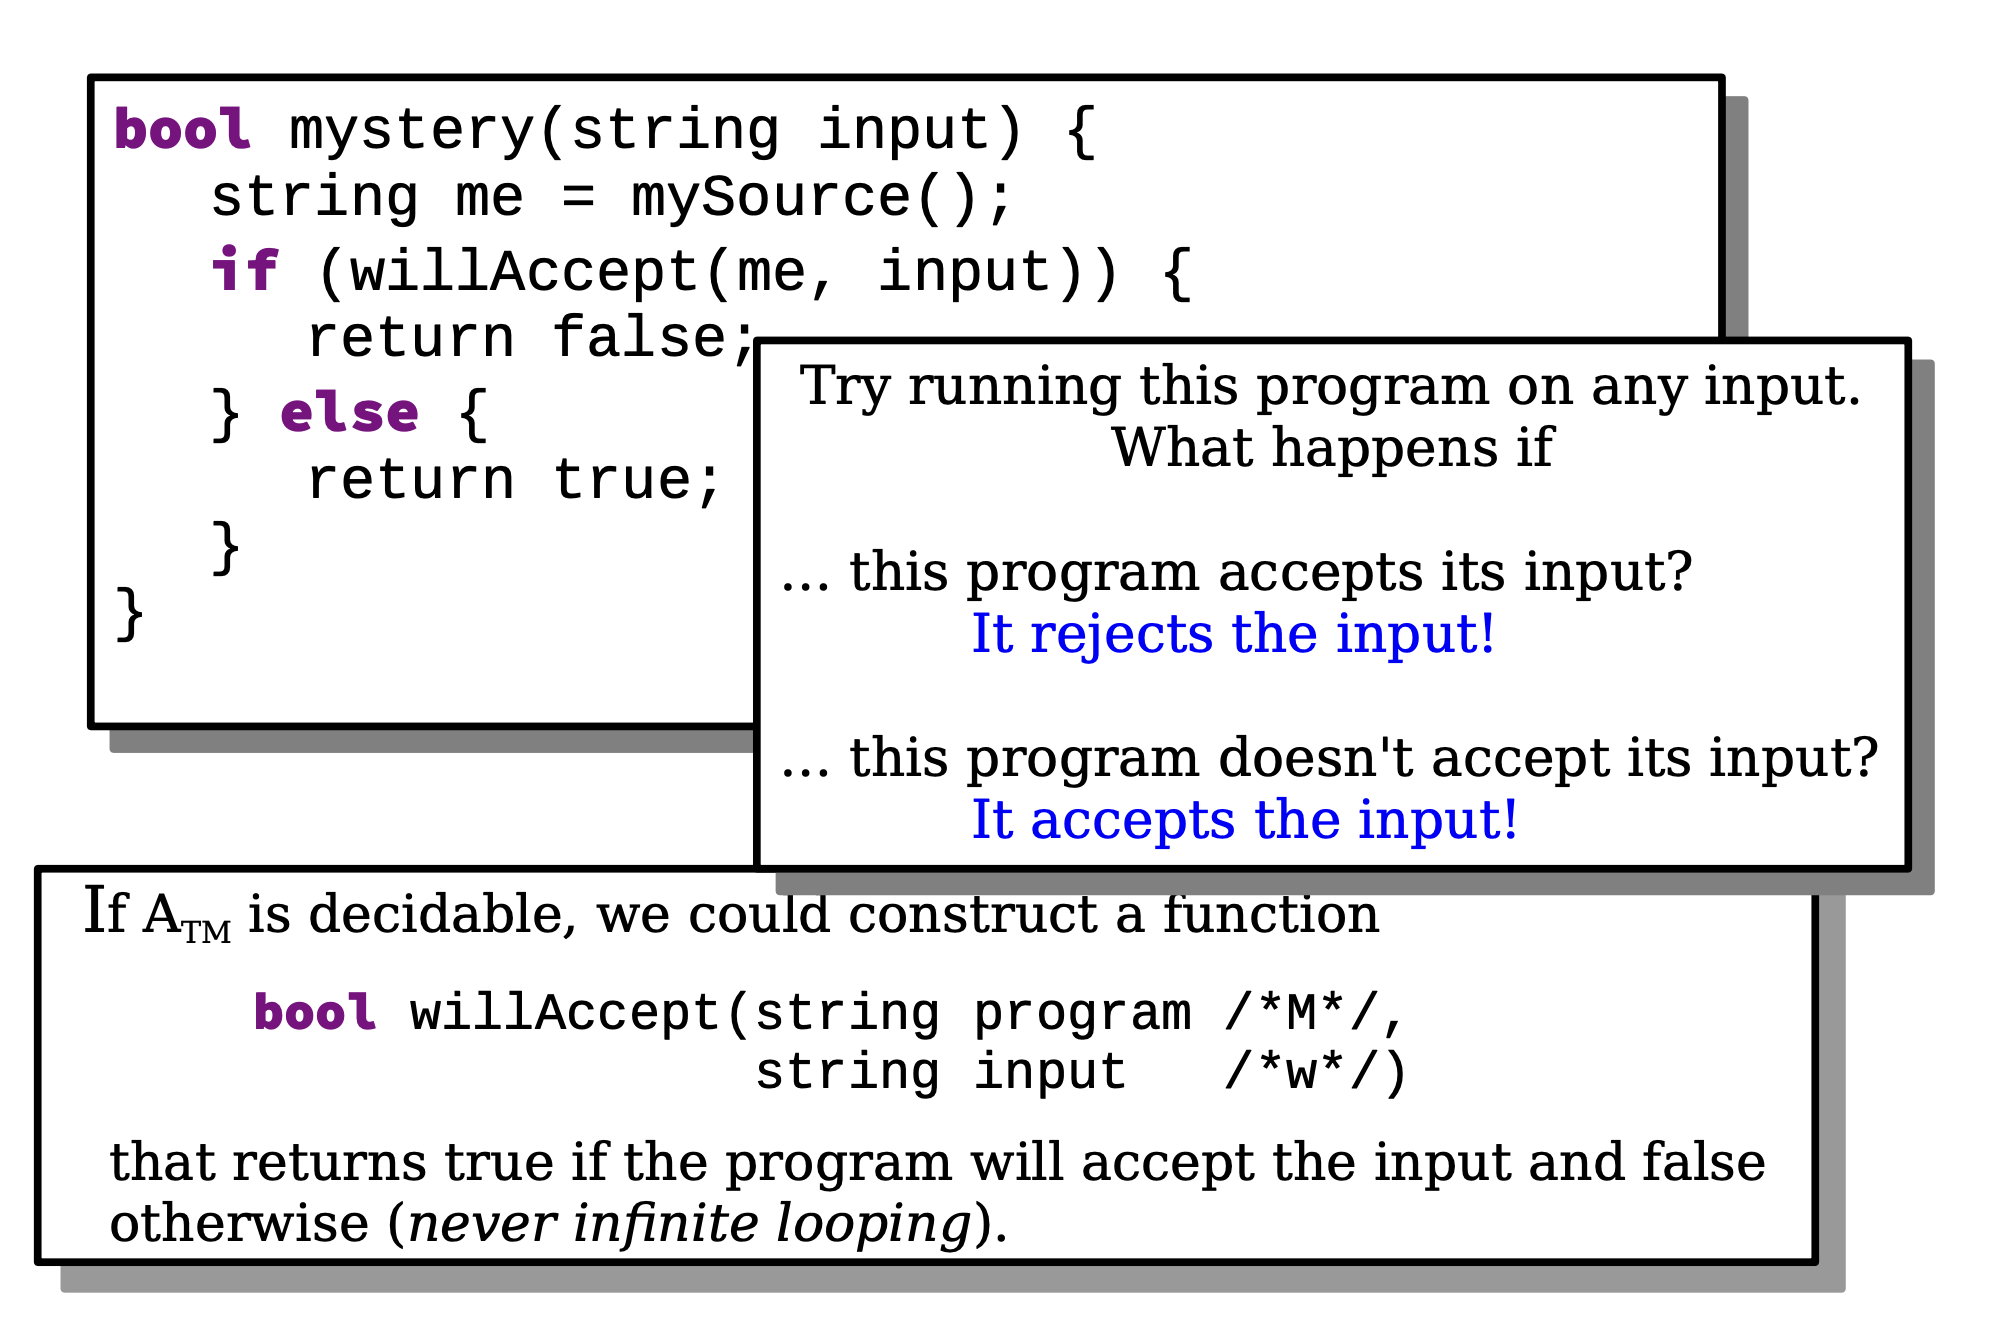 bool mystery(string input) {
string me = mySource();
if (willAccept(me, input)) {
return false;
} else {
return true;
}
}
Try running this program on any input.
What happens if
... this program accepts its input?
It rejects the input!
... this program doesn't accept its input?
It accepts the input!
If ATM is decidable, we could construct a function
bool willAccept(string program /*M*/,
string input /*w*/)
that returns true if the program will accept the input and false
otherwise (never infinite looping).